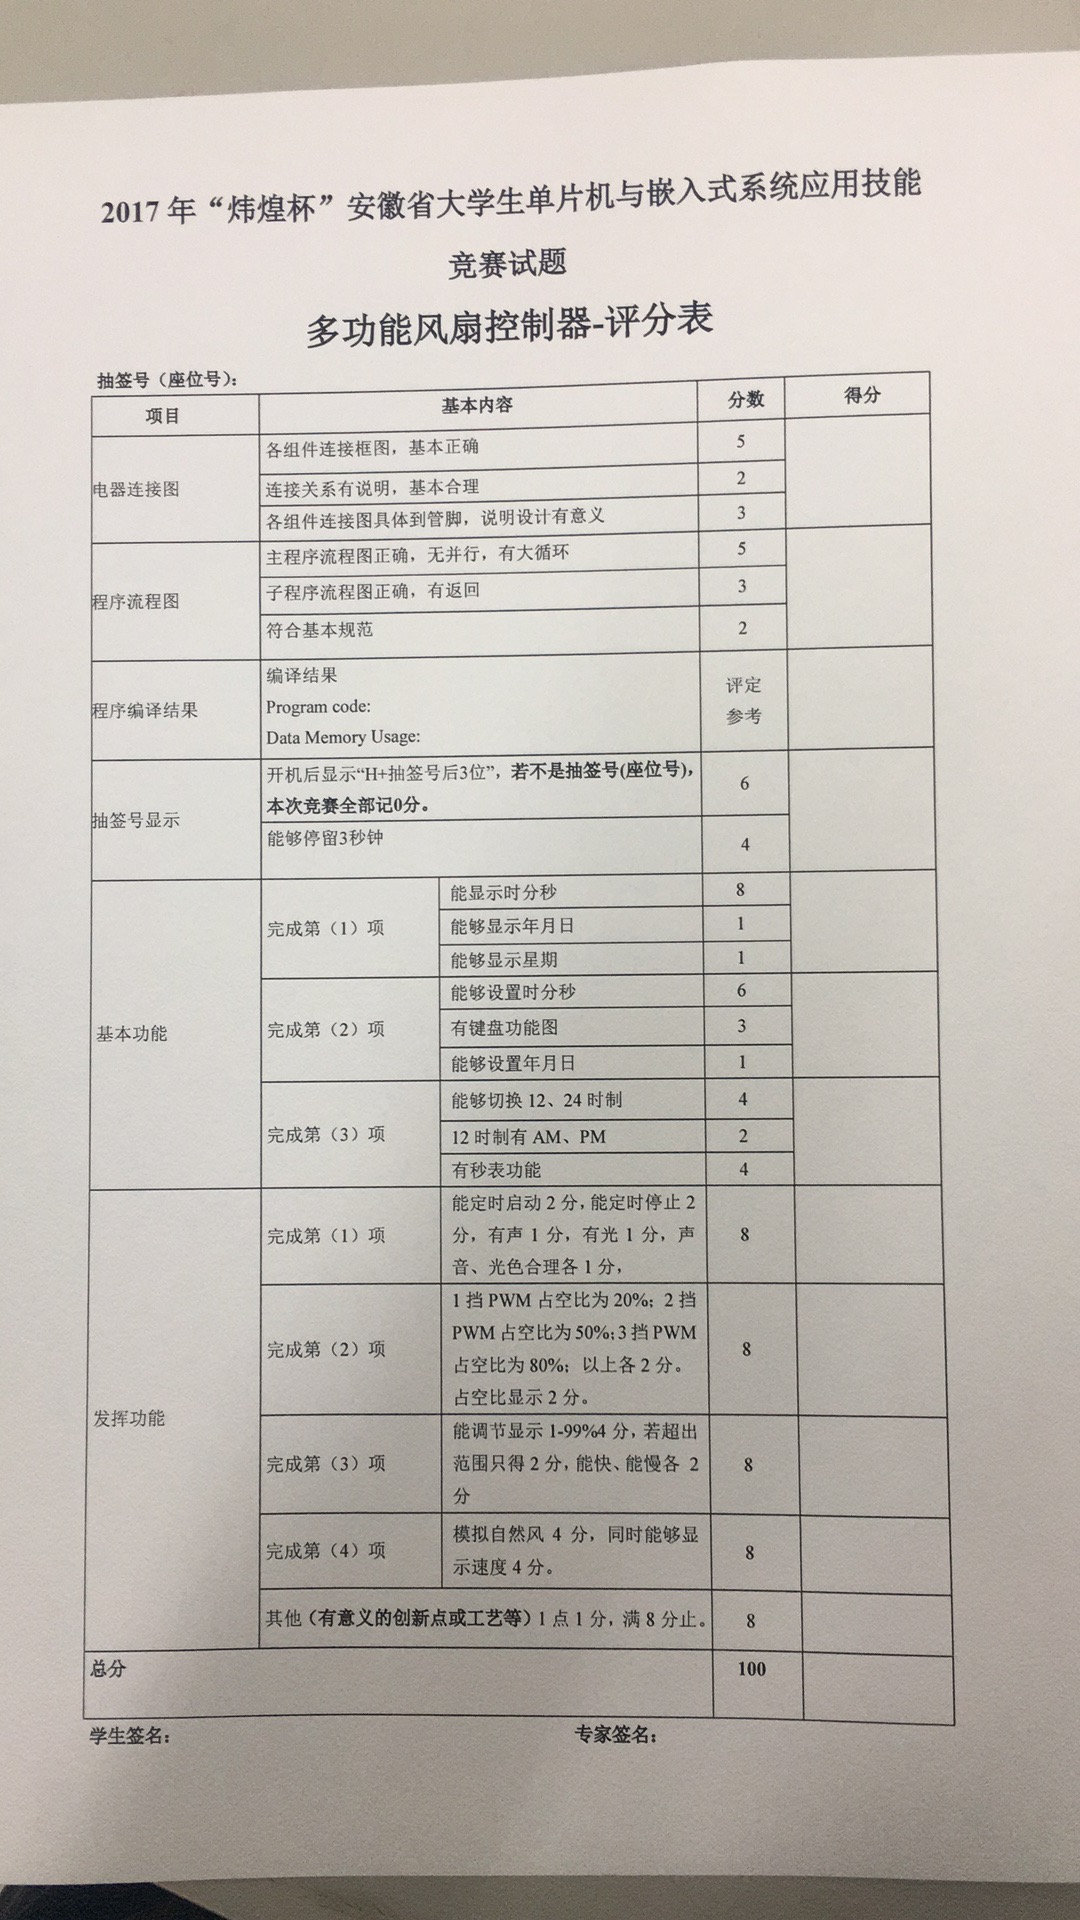 2017 年“炜煌杯”安徽省大学生单片机与嵌入式系统应用技能
竞赛试题
多功能风扇控制器-评分表
抽签号（座位号）：
项目 基本内容 分数 得分
电器连接图
各组件连接框图，基本正确 5
连接关系有说明，基本合理 2
各组件连接图具体到管脚，说明设计有意义 3
程序流程图
主程序流程图正确，无并行，有大循环 5
子程序流程图正确，有返回 3
符合基本规范 2
程序编译结果
编译结果
Program code:
Data Memory Usage:
评定
参考
抽签号显示
开机后显示“H+抽签号后3位”，若不是抽签号(座位号)，
本次竞赛全部记0分。
6
能够停留3秒钟 4
基本功能
完成第（1）项
能显示时分秒 8
能够显示年月日 1
能够显示星期 1
完成第（2）项
能够设置时分秒 6
有键盘功能图 3
能够设置年月日 1
完成第（3）项
能够切换 12、24 时制 4
12 时制有 AM、PM 2
有秒表功能 4
发挥功能
完成第（1）项
能定时启动 2 分，能定时停止 2
分，有声 1 分，有光 1 分，声
音、光色合理各 1 分，
8
完成第（2）项
1 挡 PWM 占空比为 20%；2 挡
PWM 占空比为 50%；3 挡 PWM
占空比为 80%；以上各 2 分。
占空比显示 2 分。
8
完成第（3）项
能调节显示 1-99%4 分，若超出
范围只得 2 分，能快、能慢各 2
分
8
完成第（4）项
模拟自然风 4 分，同时能够显
示速度 4 分。
8
其他（有意义的创新点或工艺等）1 点 1 分，满 8 分止。 8
总分 100
学生签名： 专家签名：